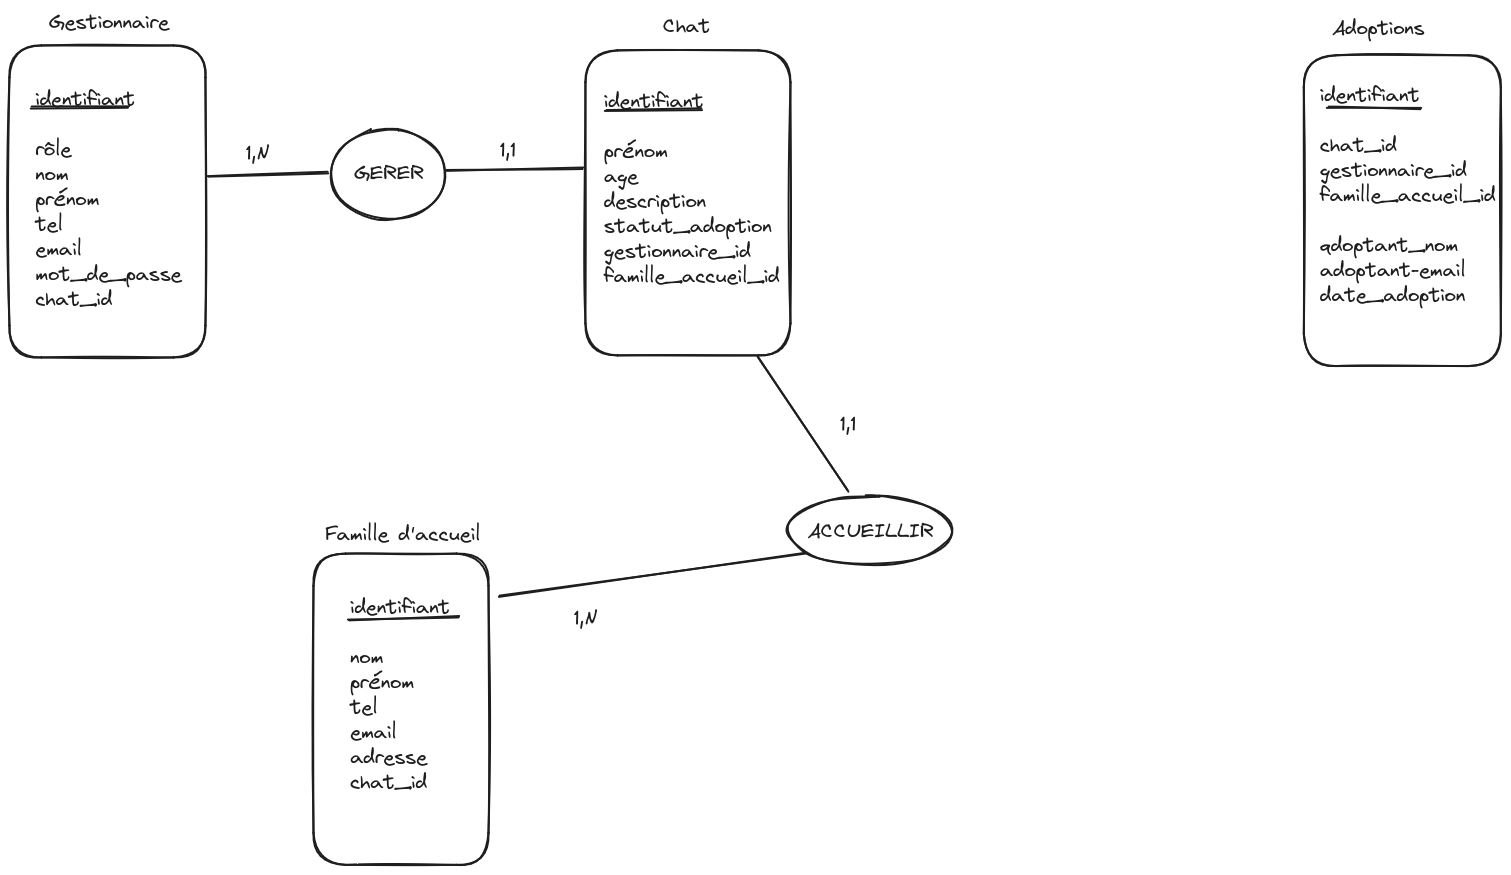 Gestionnaire
identifiant
rôle
nom
prénom
tel
email
mot_de_passe
chat_id
1,N
GERER
1,1
Chat
identifiant
prénom
age
description
statut_adoption
gestionnaire_id
famille_accueil_id
Adoptions
identifiant
chat_id
gestionnaire_id
famille_accueil_id
adoptant_nom
adoptant-email
date_adoption
1,1
ACCUEILLIR
1,N
Famille d'accueil
identifiant
nom
prénom
tel
email
adresse
chat_id